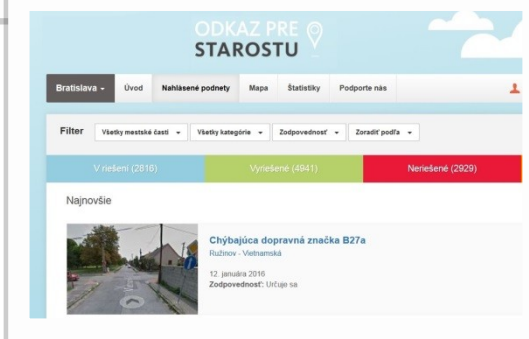 ODKAZ PRE
STAROSTU
Bratislava Úvod Nahlásené podnety Mapa Štatistiky Podporte nás
Filter Všetky mestské časti Všetky kategórie Zodpovednosť Zoradiť podľa
V riešení (2816) Vyriešené (4941) Neriešené (2929)
Najnovšie
Chýbajúca dopravná značka B27a
Ružinov - Vietnamská
12. januára 2016
Zodpovednosť: Určuje sa